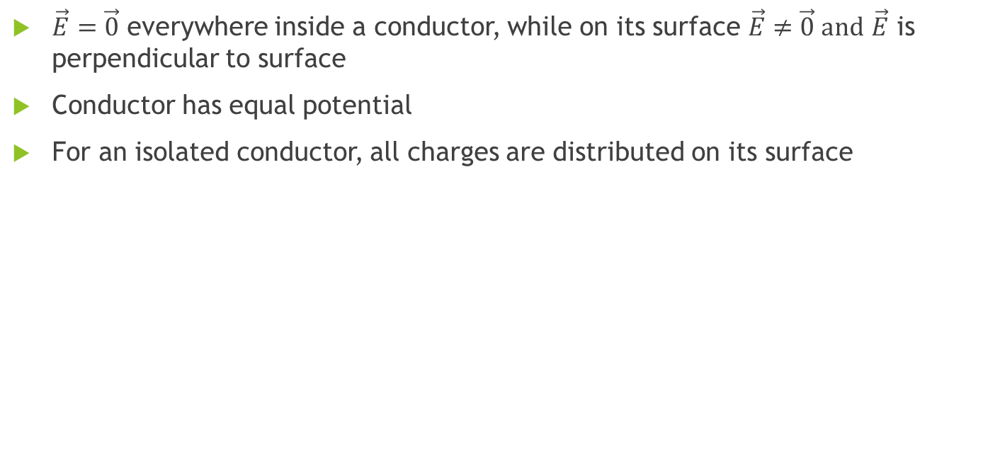 ▶ $\vec{E} = \vec{0}$ everywhere inside a conductor, while on its surface $\vec{E} \neq \vec{0}$ and $\vec{E}$ is
perpendicular to surface
▶ Conductor has equal potential
▶ For an isolated conductor, all charges are distributed on its surface